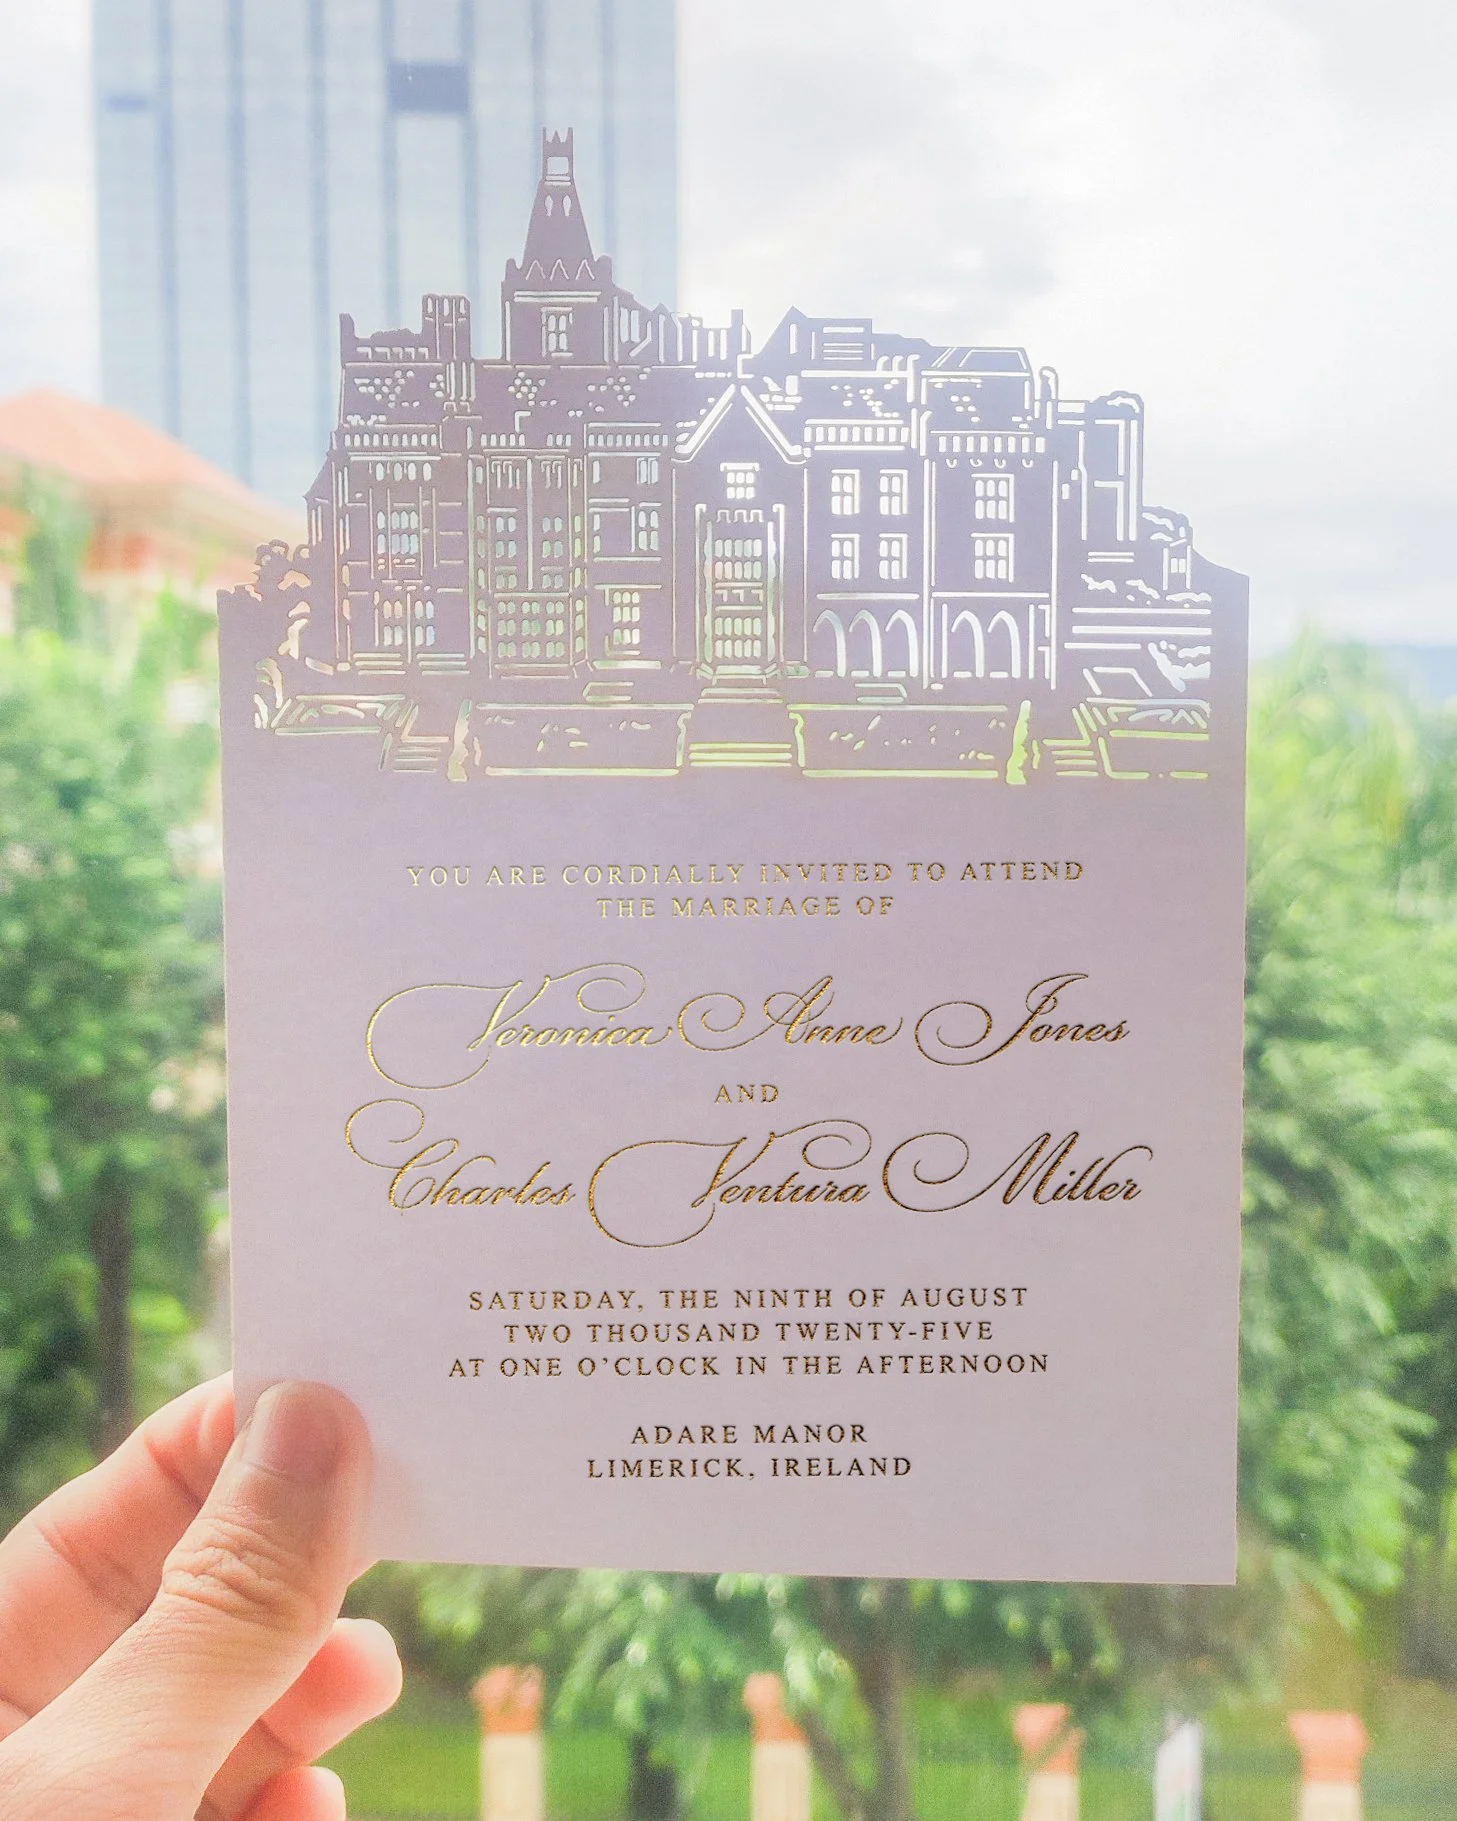 YOU ARE CORDIALLY INVITED TO ATTEND
THE MARRIAGE OF
Veronica Anne Jones
AND
Charles Ventura Miller
SATURDAY, THE NINTH OF AUGUST
TWO THOUSAND TWENTY-FIVE
AT ONE O’CLOCK IN THE AFTERNOON
ADARE MANOR
LIMERICK, IRELAND